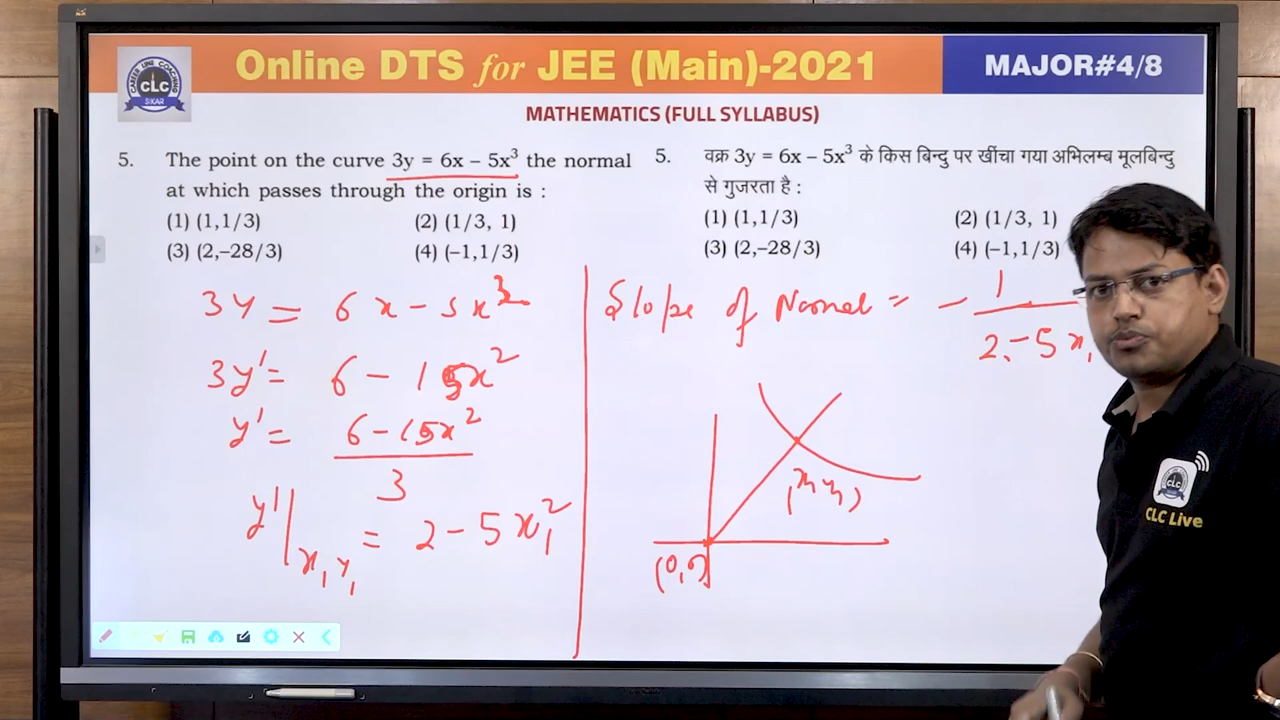 Online DTS for JEE (Main)-2021
MAJOR#4/8
CLC
SIKAR
MATHEMATICS (FULL SYLLABUS)
5. The point on the curve 3y = 6x – 5x³ the normal
at which passes through the origin is :
(1) (1,1/3) (2) (1/3, 1)
(3) (2,–28/3) (4) (–1,1/3)
5. वक्र 3y = 6x – 5x³ के किस बिन्दु पर खींचा गया अभिलम्ब मूलबिन्दु
से गुजरता है :
(1) (1,1/3) (2) (1/3, 1)
(3) (2,–28/3) (4) (–1,1/3)
3y = 6x – 5x³
3y' = 6 – 15x²
y' = 6 – 15x²
3
y'| x₁ y₁ = 2 – 5x₁²
Slope of Normal = – 1
2 – 5x₁
(x₁ y₁)
(0,0)
CLC
CLC Live